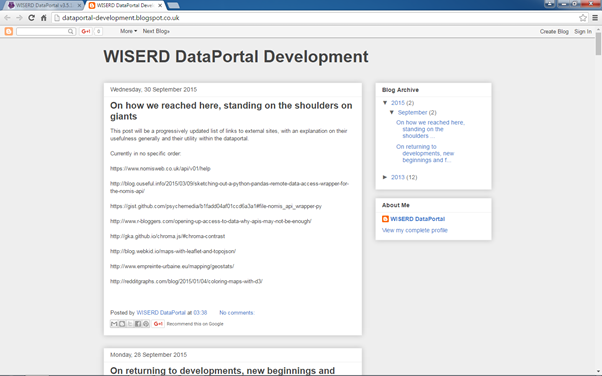 WISERD DataPortal v3.5.
WISERD DataPortal Develo
dataportal-development.blogspot.co.uk
G+1 0 More Next Blog» Create Blog Sign In
WISERD DataPortal Development
Wednesday, 30 September 2015
On how we reached here, standing on the shoulders on
giants
This post will be a progressively updated list of links to external sites, with an explanation on their
usefulness generally and their utility within the dataportal.
Currently in no specific order:
https://www.nomisweb.co.uk/api/v01/help
http://blog.ouseful.info/2015/03/09/sketching-out-a-python-pandas-remote-data-access-wrapper-for-
the-nomis-api/
https://gist.github.com/psychemedia/b1fadd04af01ccd6a3a1#file-nomis_api_wrapper-py
http://www.r-bloggers.com/opening-up-access-to-data-why-apis-may-not-be-enough/
http://gka.github.io/chroma.js/#chroma-contrast
http://blog.webkid.io/maps-with-leaflet-and-topojson/
http://www.empreinte-urbaine.eu/mapping/geostats/
http://redditgraphs.com/blog/2015/01/04/coloring-maps-with-d3/
Posted by WISERD DataPortal at 03:38 No comments:
G+1 Recommend this on Google
Monday, 28 September 2015
On returning to developments, new beginnings and
Blog Archive
▼ 2015 (2)
▼ September (2)
On how we reached here,
standing on the
shoulders...
On returning to
developments, new
beginnings and f...
► 2013 (12)
About Me
WISERD DataPortal
View my complete profile